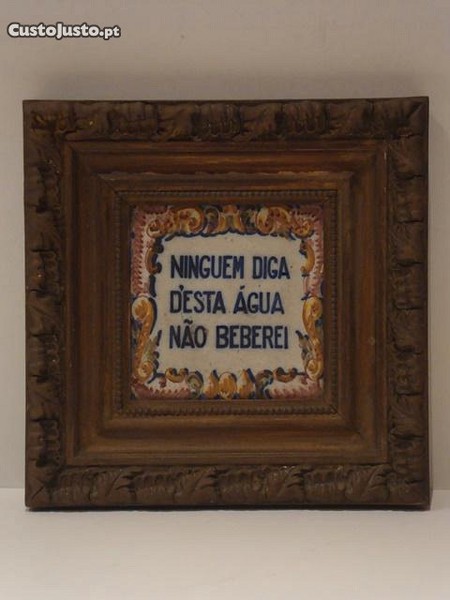 CustoJusto.pt
NINGUEM DIGA
D'ESTA ÁGUA
NÃO BEBEREI